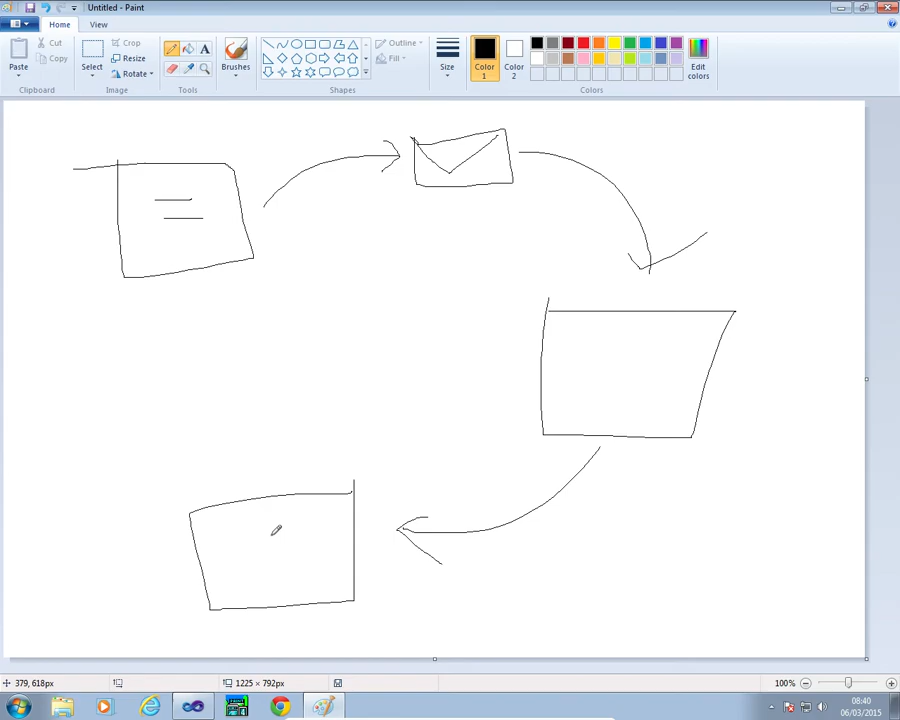 Untitled - Paint
Home
View
Paste
Cut
Copy
Clipboard
Select
Crop
Resize
Rotate
Image
Tools
Brushes
Shapes
Outline
Fill
Size
Color
1
Color
2
Edit
colors
Colors
379, 618px
1225 × 792px
100%
08:40
06/03/2015